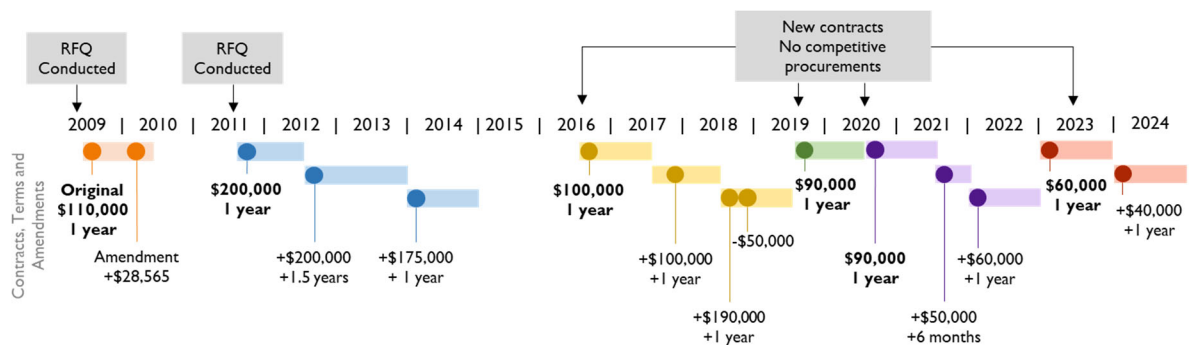 RFQ
Conducted
RFQ
Conducted
New contracts
No competitive
procurements
2009 | 2010 | 2011 | 2012 | 2013 | 2014 | 2015 | 2016 | 2017 | 2018 | 2019 | 2020 | 2021 | 2022 | 2023 | 2024
Contracts, Terms and
Amendments
Original
$110,000
1 year
Amendment
+$28,565
$200,000
1 year
+$200,000
+1.5 years
+$175,000
+ 1 year
$100,000
1 year
+$100,000
+1 year
+$190,000
+1 year
-$50,000
$90,000
1 year
$90,000
1 year
+$50,000
+6 months
+$60,000
+1 year
$60,000
1 year
+$40,000
+1 year